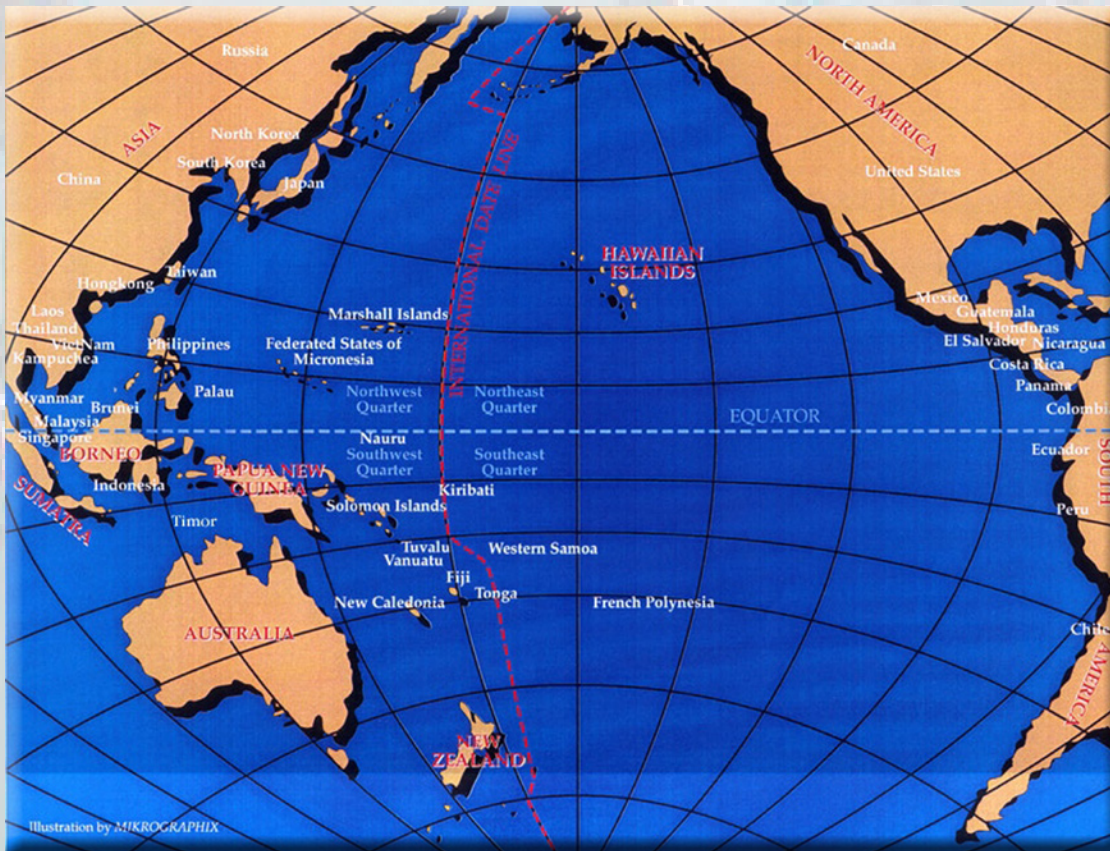 Russia
Canada
NORTH AMERICA
ASIA
North Korea
South Korea
China
Japan
United States
INTERNATIONAL DATE LINE
HAWAIIAN
ISLANDS
Taiwan
Hongkong
Laos
Thailand
VietNam
Kampuchea
Philippines
Marshall Islands
Federated States of
Micronesia
Mexico
Guatemala
Honduras
El Salvador
Nicaragua
Costa Rica
Panama
Colombi
Myanmar
Brunei
Malaysia
Singapore
Palau
Northwest
Quarter
Northeast
Quarter
EQUATOR
Nauru
Southwest
Quarter
Southeast
Quarter
BORNEO
SUMATRA
Indonesia
PAPUA NEW
GUINEA
Kiribati
Solomon Islands
Ecuador
SOUTH
AMERICA
Peru
Timor
Tuvalu
Vanuatu
Western Samoa
Fiji
Tonga
New Caledonia
French Polynesia
AUSTRALIA
Chile
NEW
ZEALAND
Illustration by MIKROGRAPHIX